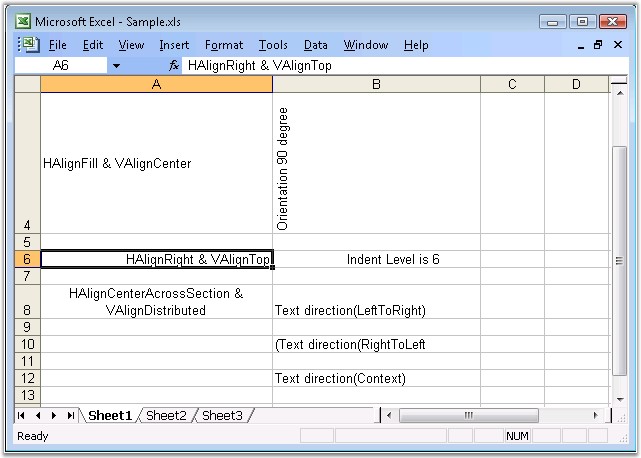 Microsoft Excel - Sample.xls
File Edit View Insert Format Tools Data Window Help
A6 fx HAlignRight & VAlignTop
A B C D
4 HAlignFill & VAlignCenter Orientation 90 degree
5
6 HAlignRight & VAlignTop Indent Level is 6
7
HAlignCenterAcrossSection &
8 VAlignDistributed Text direction(LeftToRight)
9
10 (Text direction(RightToLeft
11
12 Text direction(Context)
13
Sheet1 Sheet2 Sheet3
Ready NUM